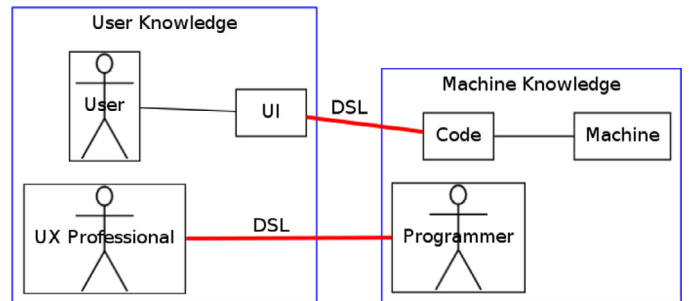 User Knowledge
Machine Knowledge
User
UI
DSL
Code
Machine
UX Professional
DSL
Programmer